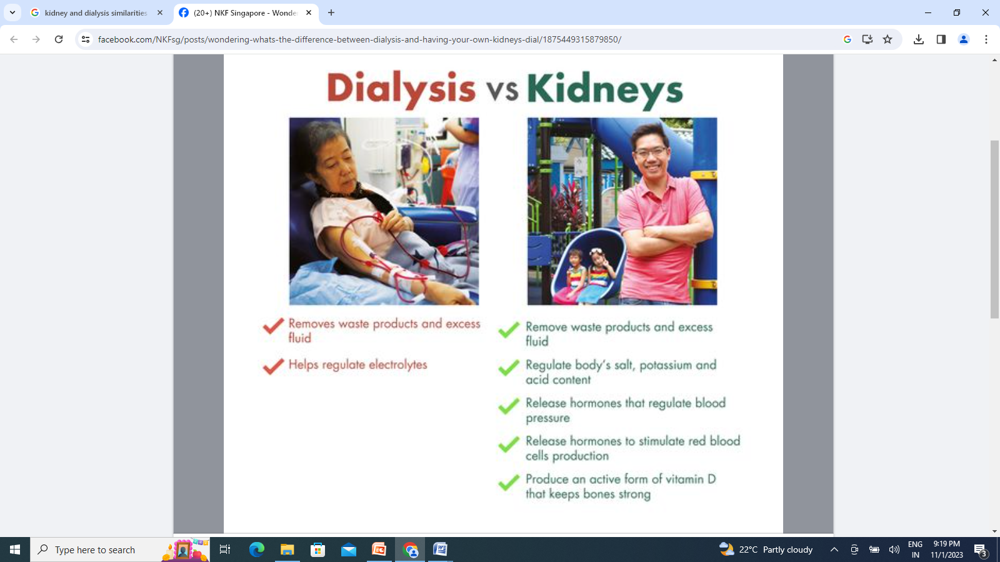 kidney and dialysis similarities
(20+) NKF Singapore - Wonde
facebook.com/NKFsg/posts/wondering-whats-the-difference-between-dialysis-and-having-your-own-kidneys-dial/1875449315879850/
Dialysis vs Kidneys
Removes waste products and excess
fluid
Helps regulate electrolytes
Remove waste products and excess
fluid
Regulate body's salt, potassium and
acid content
Release hormones that regulate blood
pressure
Release hormones to stimulate red blood
cells production
Produce an active form of vitamin D
that keeps bones strong
Type here to search
22°C Partly cloudy
ENG
IN
9:19 PM
11/1/2023
3